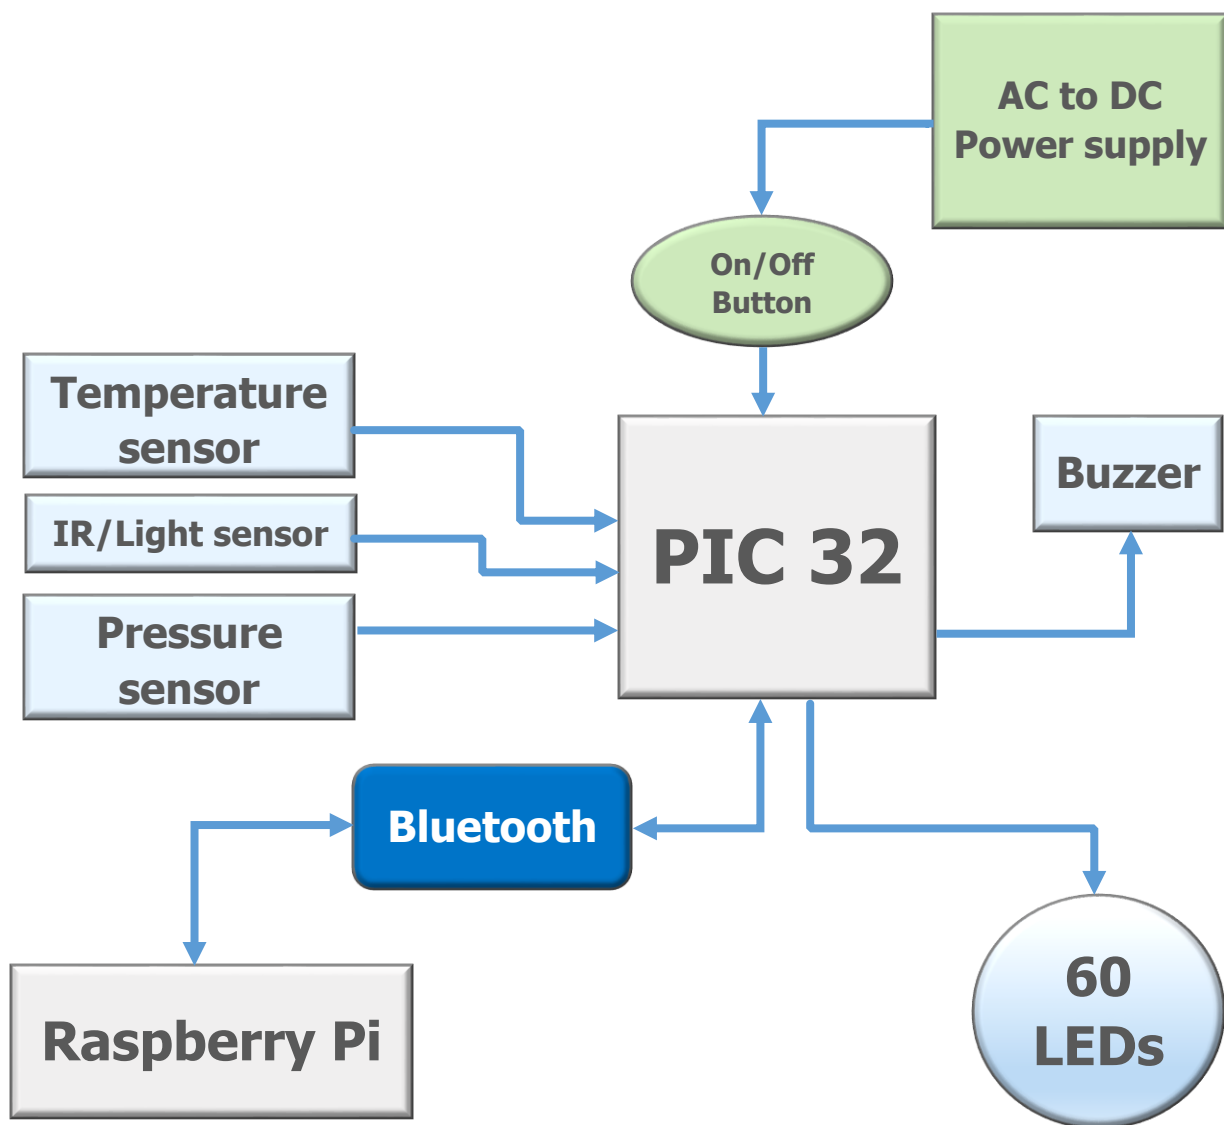 AC to DC
Power supply
On/Off
Button
Temperature
sensor
IR/Light sensor
Pressure
sensor
PIC 32
Buzzer
Bluetooth
Raspberry Pi
60
LEDs